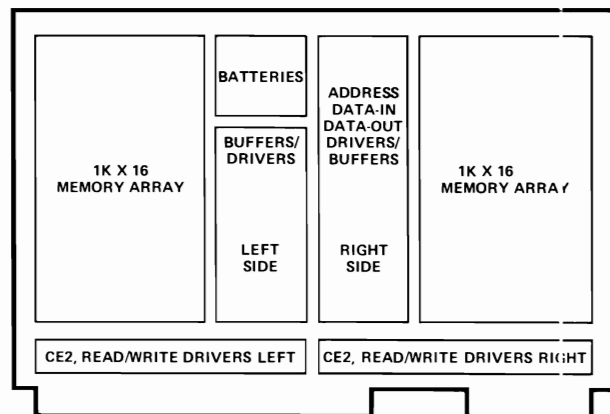 1K X 16
MEMORY ARRAY
BATTERIES
BUFFERS/
DRIVERS
LEFT
SIDE
ADDRESS
DATA-IN
DATA-OUT
DRIVERS/
BUFFERS
RIGHT
SIDE
1K X 16
MEMORY ARRAY
CE2, READ/WRITE DRIVERS LEFT
CE2, READ/WRITE DRIVERS RIGHT